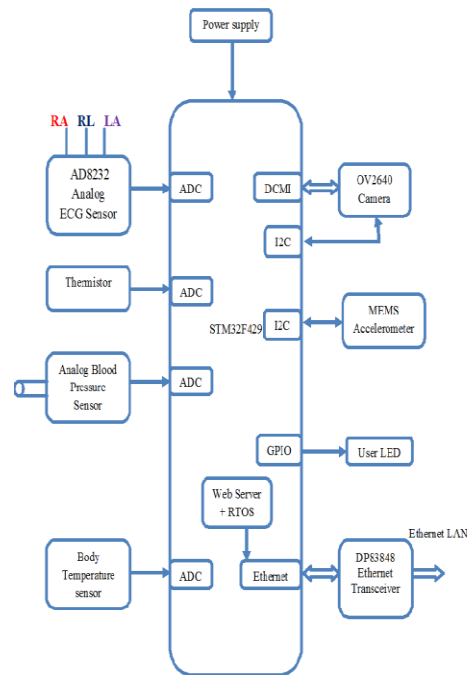 Power supply
RA RL LA
AD8232
Analog
ECG Sensor
ADC
DCMI
OV2640
Camera
I2C
Thermistor
ADC
STM32F429
I2C
MEMS
Accelerometer
Analog Blood
Pressure
Sensor
ADC
GPIO
User LED
Web Server
+ RTOS
Ethernet LAN
Body
Temperature
sensor
ADC
Ethernet
DP83848
Ethernet
Transceiver